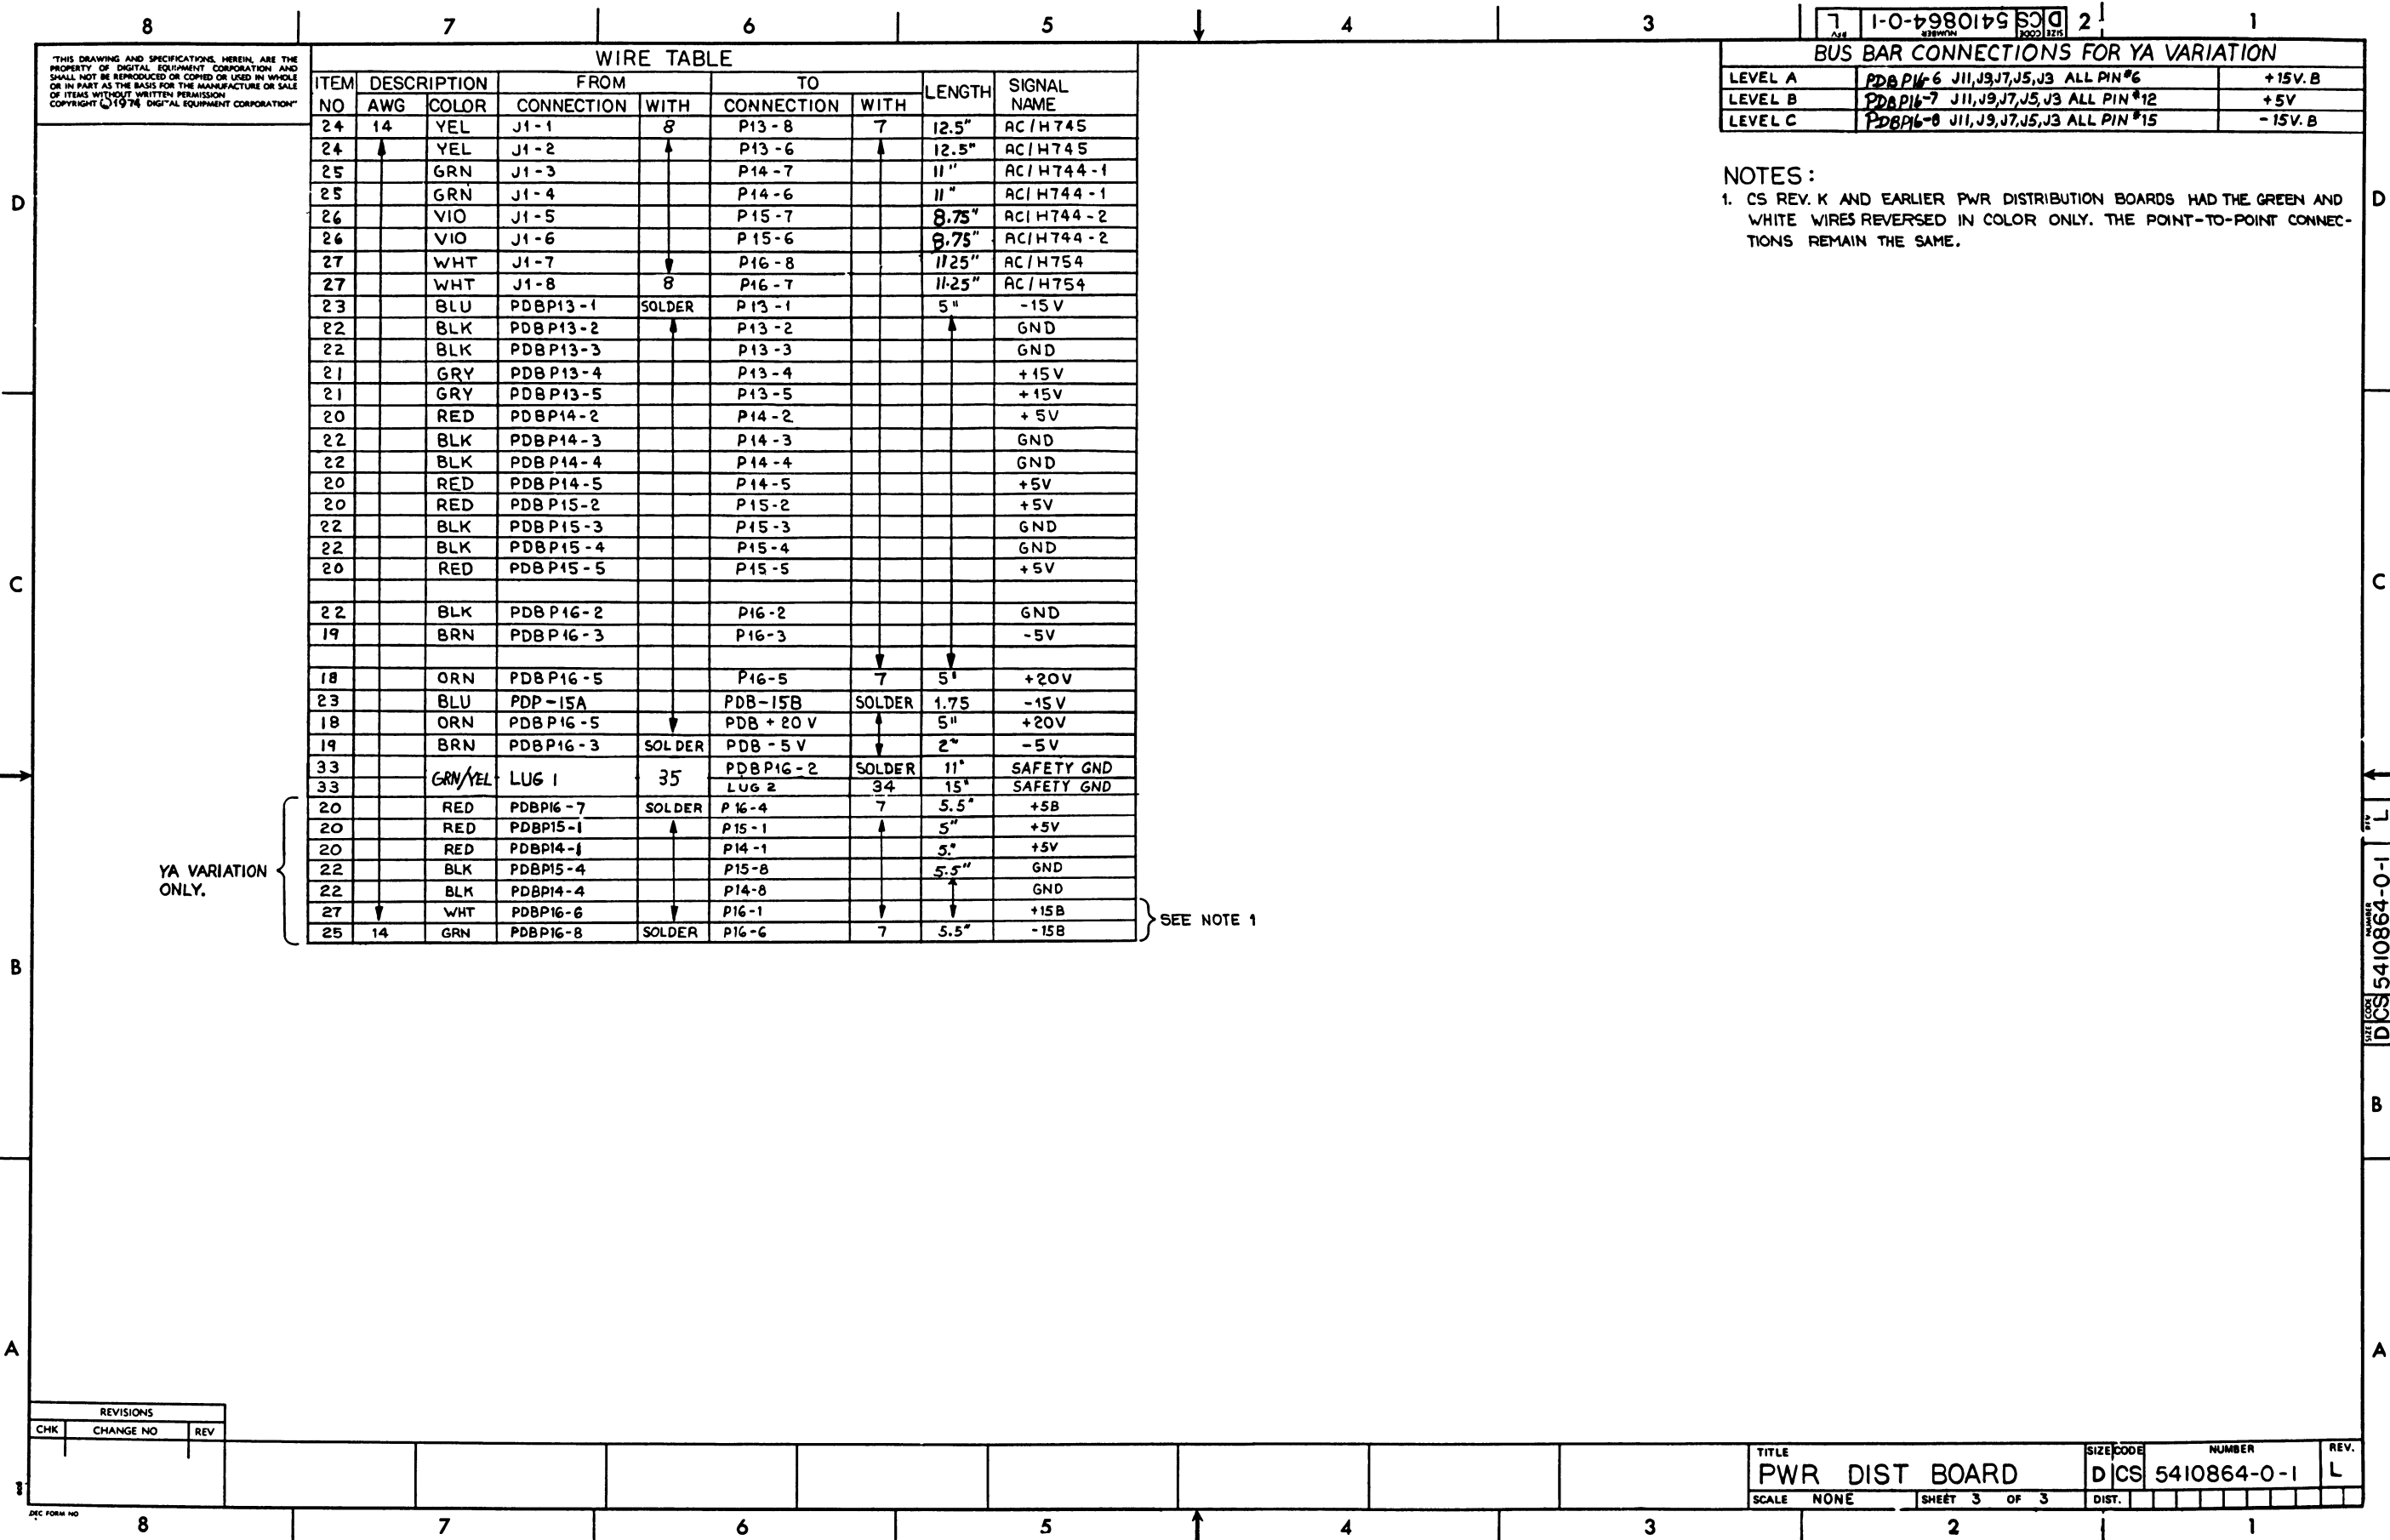 8 7 6 5 4 3 2 1
D CS 5410864-0-1 L
SIZE CODE NUMBER REV
"THIS DRAWING AND SPECIFICATIONS, HEREIN, ARE THE
PROPERTY OF DIGITAL EQUIPMENT CORPORATION AND
SHALL NOT BE REPRODUCED OR COPIED OR USED IN WHOLE
OR IN PART AS THE BASIS FOR THE MANUFACTURE OR SALE
OF ITEMS WITHOUT WRITTEN PERMISSION
COPYRIGHT © 1974 DIGITAL EQUIPMENT CORPORATION"
WIRE TABLE
ITEM NO DESCRIPTION FROM TO LENGTH SIGNAL NAME
AWG COLOR CONNECTION WITH CONNECTION WITH
24 14 YEL J1-1 8 P13-8 7 12.5" AC/H745
24 YEL J1-2 P13-6 12.5" AC/H745
25 GRN J1-3 P14-7 11" AC/H744-1
25 GRN J1-4 P14-6 11" AC/H744-1
26 VIO J1-5 P15-7 8.75" AC/H744-2
26 VIO J1-6 P15-6 8.75" AC/H744-2
27 WHT J1-7 P16-8 11.25" AC/H754
27 WHT J1-8 8 P16-7 11.25" AC/H754
23 BLU PDBP13-1 SOLDER P13-1 5" -15V
22 BLK PDBP13-2 P13-2 GND
22 BLK PDBP13-3 P13-3 GND
21 GRY PDBP13-4 P13-4 +15V
21 GRY PDBP13-5 P13-5 +15V
20 RED PDBP14-2 P14-2 +5V
22 BLK PDBP14-3 P14-3 GND
22 BLK PDBP14-4 P14-4 GND
20 RED PDBP14-5 P14-5 +5V
20 RED PDBP15-2 P15-2 +5V
22 BLK PDBP15-3 P15-3 GND
22 BLK PDBP15-4 P15-4 GND
20 RED PDBP15-5 P15-5 +5V
22 BLK PDBP16-2 P16-2 GND
19 BRN PDBP16-3 P16-3 -5V
18 ORN PDBP16-5 P16-5 7 5" +20V
23 BLU PDP-15A PDB-15B SOLDER 1.75 -15V
18 ORN PDBP16-5 PDB+20V 5" +20V
19 BRN PDBP16-3 SOLDER PDB-5V 2" -5V
33 GRN/YEL LUG 1 35 PDBP16-2 SOLDER 11" SAFETY GND
33 LUG 2 34 15" SAFETY GND
20 RED PDBP16-7 SOLDER P16-4 7 5.5" +5B
20 RED PDBP15-1 P15-1 5" +5V
20 RED PDBP14-1 P14-1 5." +5V
22 BLK PDBP15-4 P15-8 5.5" GND
22 BLK PDBP14-4 P14-8 GND
27 WHT PDBP16-6 P16-1 +15B
25 14 GRN PDBP16-8 SOLDER P16-6 7 5.5" -15B
YA VARIATION
ONLY.
SEE NOTE 1
BUS BAR CONNECTIONS FOR YA VARIATION
LEVEL A PDBP16-6 J11,J9,J7,J5,J3 ALL PIN #6 +15V.B
LEVEL B PDBP16-7 J11,J9,J7,J5,J3 ALL PIN #12 +5V
LEVEL C PDBP16-8 J11,J9,J7,J5,J3 ALL PIN #15 -15V.B
NOTES:
1. CS REV. K AND EARLIER PWR DISTRIBUTION BOARDS HAD THE GREEN AND
WHITE WIRES REVERSED IN COLOR ONLY. THE POINT-TO-POINT CONNEC-
TIONS REMAIN THE SAME.
D D
C C
B B
A A
SIZE CODE NUMBER REV
D CS 5410864-0-1 L
REVISIONS
CHK CHANGE NO REV
TITLE
PWR DIST BOARD
SIZE CODE NUMBER REV.
D CS 5410864-0-1 L
SCALE NONE SHEET 3 OF 3 DIST.
DEC FORM NO
8 7 6 5 4 3 2 1